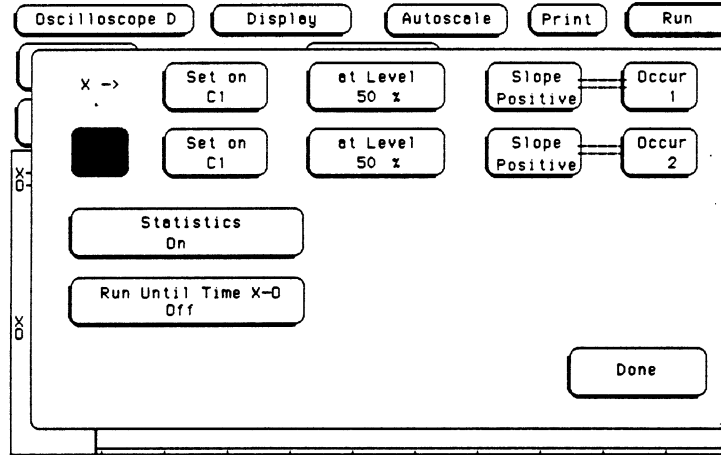 Oscilloscope D Display Autoscale Print Run
X -> Set on C1 at Level 50 % Slope Positive Occur 1
Set on C1 at Level 50 % Slope Positive Occur 2
X
O
Statistics
On
Run Until Time X-O
Off
X
O
Done